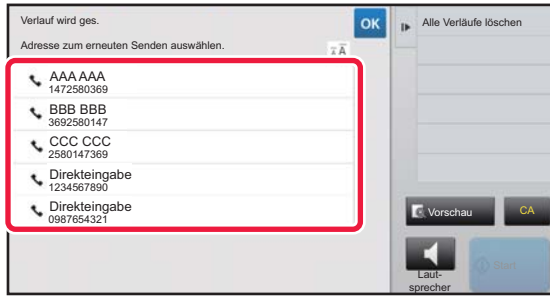 Verlauf wird ges.
OK
Alle Verläufe löschen
Adresse zum erneuten Senden auswählen.
AAA AAA
1472580369
BBB BBB
3692580147
CCC CCC
2580147369
Direkteingabe
1234567890
Direkteingabe
0987654321
Vorschau
CA
Laut-
sprecher
Start